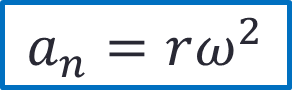 aₙ = rω²